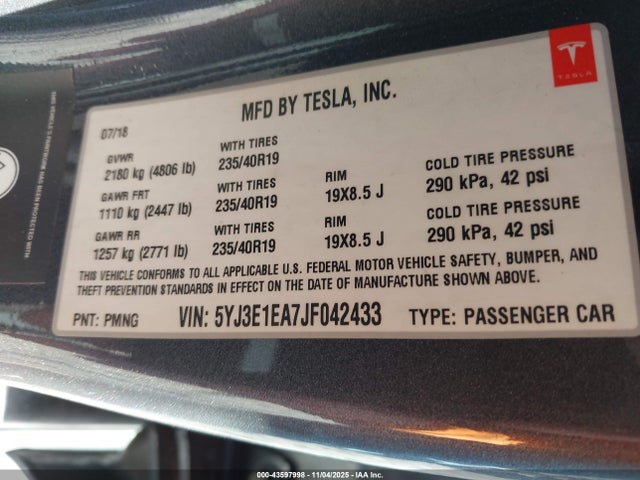 TESLA
MFD BY TESLA, INC.
07/18
GVWR WITH TIRES
2180 kg (4806 lb) 235/40R19
GAWR FRT WITH TIRES RIM COLD TIRE PRESSURE
1110 kg (2447 lb) 235/40R19 19X8.5 J 290 kPa, 42 psi
GAWR RR WITH TIRES RIM COLD TIRE PRESSURE
1257 kg (2771 lb) 235/40R19 19X8.5 J 290 kPa, 42 psi
THIS VEHICLE CONFORMS TO ALL APPLICABLE U.S. FEDERAL MOTOR VEHICLE SAFETY, BUMPER, AND
THEFT PREVENTION STANDARDS IN EFFECT ON THE DATE OF MANUFACTURE SHOWN ABOVE.
PNT: PMNG VIN: 5YJ3E1EA7JF042433 TYPE: PASSENGER CAR
000-43597998 - 11/04/2025 - IAA Inc.